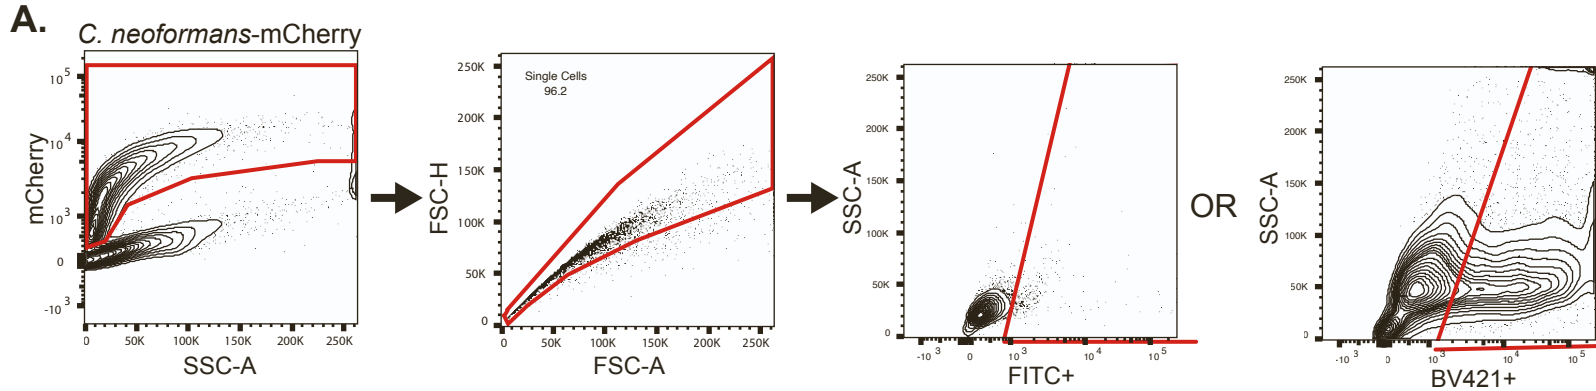 A.
C. neoformans-mCherry
mCherry
10^5
10^4
10^3
0
-10^3
0 50K 100K 150K 200K 250K
SSC-A
FSC-H
Single Cells
96.2
250K
200K
150K
100K
50K
0
0 50K 100K 150K 200K 250K
FSC-A
SSC-A
250K
200K
150K
100K
50K
0
-10^3 0 10^3 10^4 10^5
FITC+
OR
SSC-A
250K
200K
150K
100K
50K
0
-10^3 0 10^3 10^4 10^5
BV421+